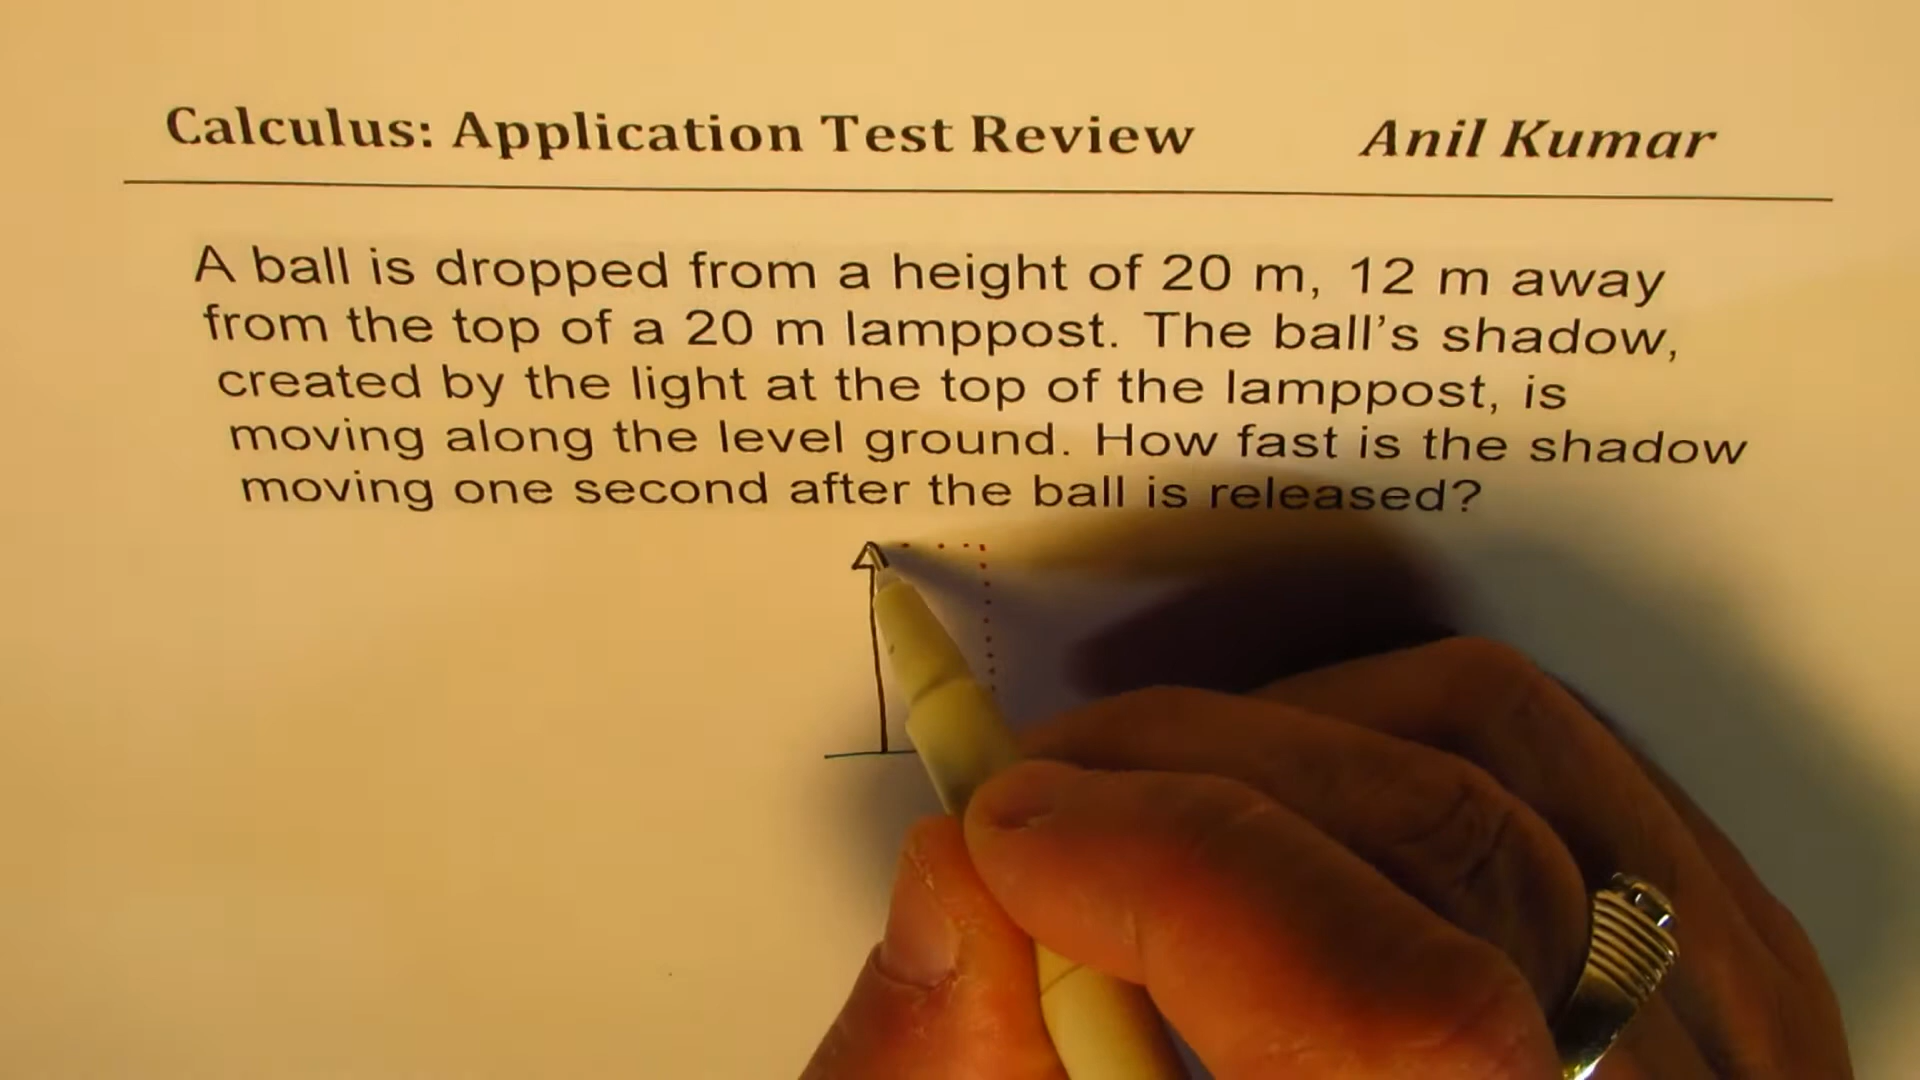 Calculus: Application Test Review Anil Kumar
A ball is dropped from a height of 20 m, 12 m away
from the top of a 20 m lamppost. The ball's shadow,
created by the light at the top of the lamppost, is
moving along the level ground. How fast is the shadow
moving one second after the ball is released?